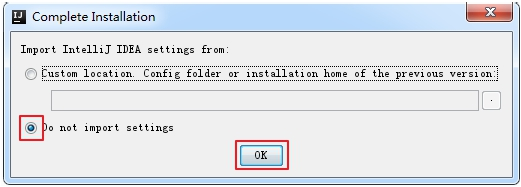 IJ Complete Installation
Import IntelliJ IDEA settings from:
Custom location. Config folder or installation home of the previous version:
.
Do not import settings
OK